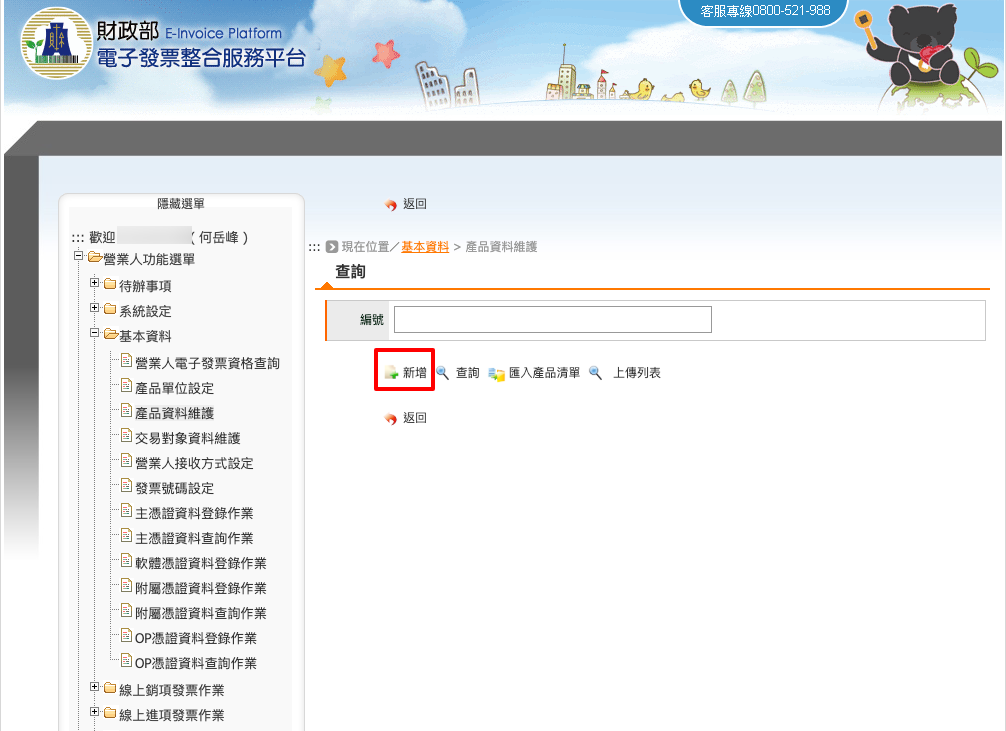 客服專線0800-521-988
財政部 E-Invoice Platform
電子發票整合服務平台
隱藏選單
::: 歡迎 ( 何岳峰 )
營業人功能選單
待辦事項
系統設定
基本資料
營業人電子發票資格查詢
產品單位設定
產品資料維護
交易對象資料維護
營業人接收方式設定
發票號碼設定
主憑證資料登錄作業
主憑證資料查詢作業
軟體憑證資料登錄作業
附屬憑證資料登錄作業
附屬憑證資料查詢作業
OP憑證資料登錄作業
OP憑證資料查詢作業
線上銷項發票作業
線上進項發票作業
返回
::: 現在位置／基本資料 > 產品資料維護
查詢
編號
新增 查詢 匯入產品清單 上傳列表
返回